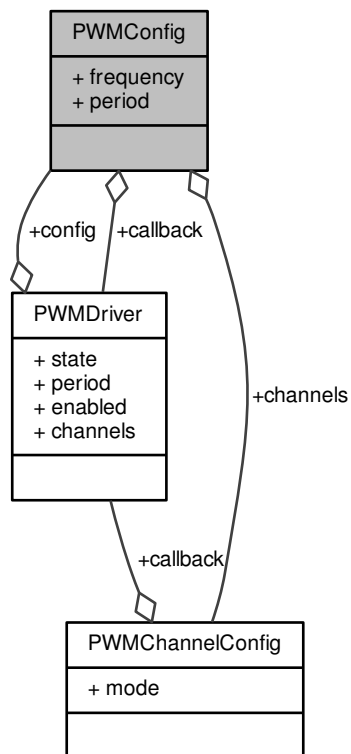 PWMConfig
+ frequency
+ period
+config
+callback
PWMDriver
+ state
+ period
+ enabled
+ channels
+channels
+callback
PWMChannelConfig
+ mode